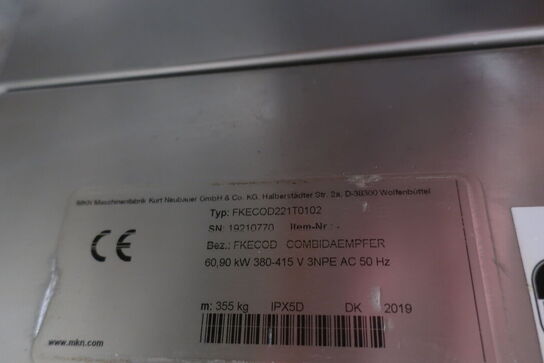 MKN Maschinenfabrik Kurt Neubauer GmbH & Co. KG, Halberstädter Str. 2a, D-38300 Wolfenbüttel
Typ: FKECOD221T0102
SN: 19210770 Item-Nr.: -
Bez.: FKECOD COMBIDAEMPFER
60,90 kW 380-415 V 3NPE AC 50 Hz
CE
m: 355 kg IPX5D DK 2019
www.mkn.com